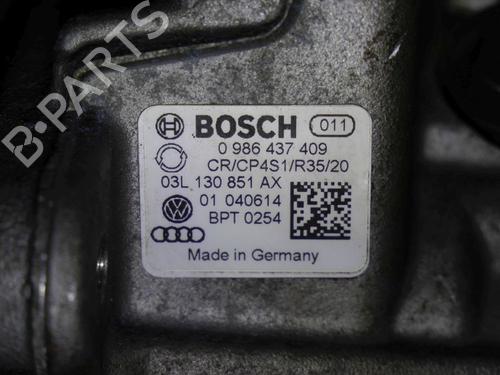 B-PARTS
BOSCH 011
0 986 437 409
CR/CP4S1/R35/20
03L 130 851 AX
01 040614
BPT 0254
Made in Germany